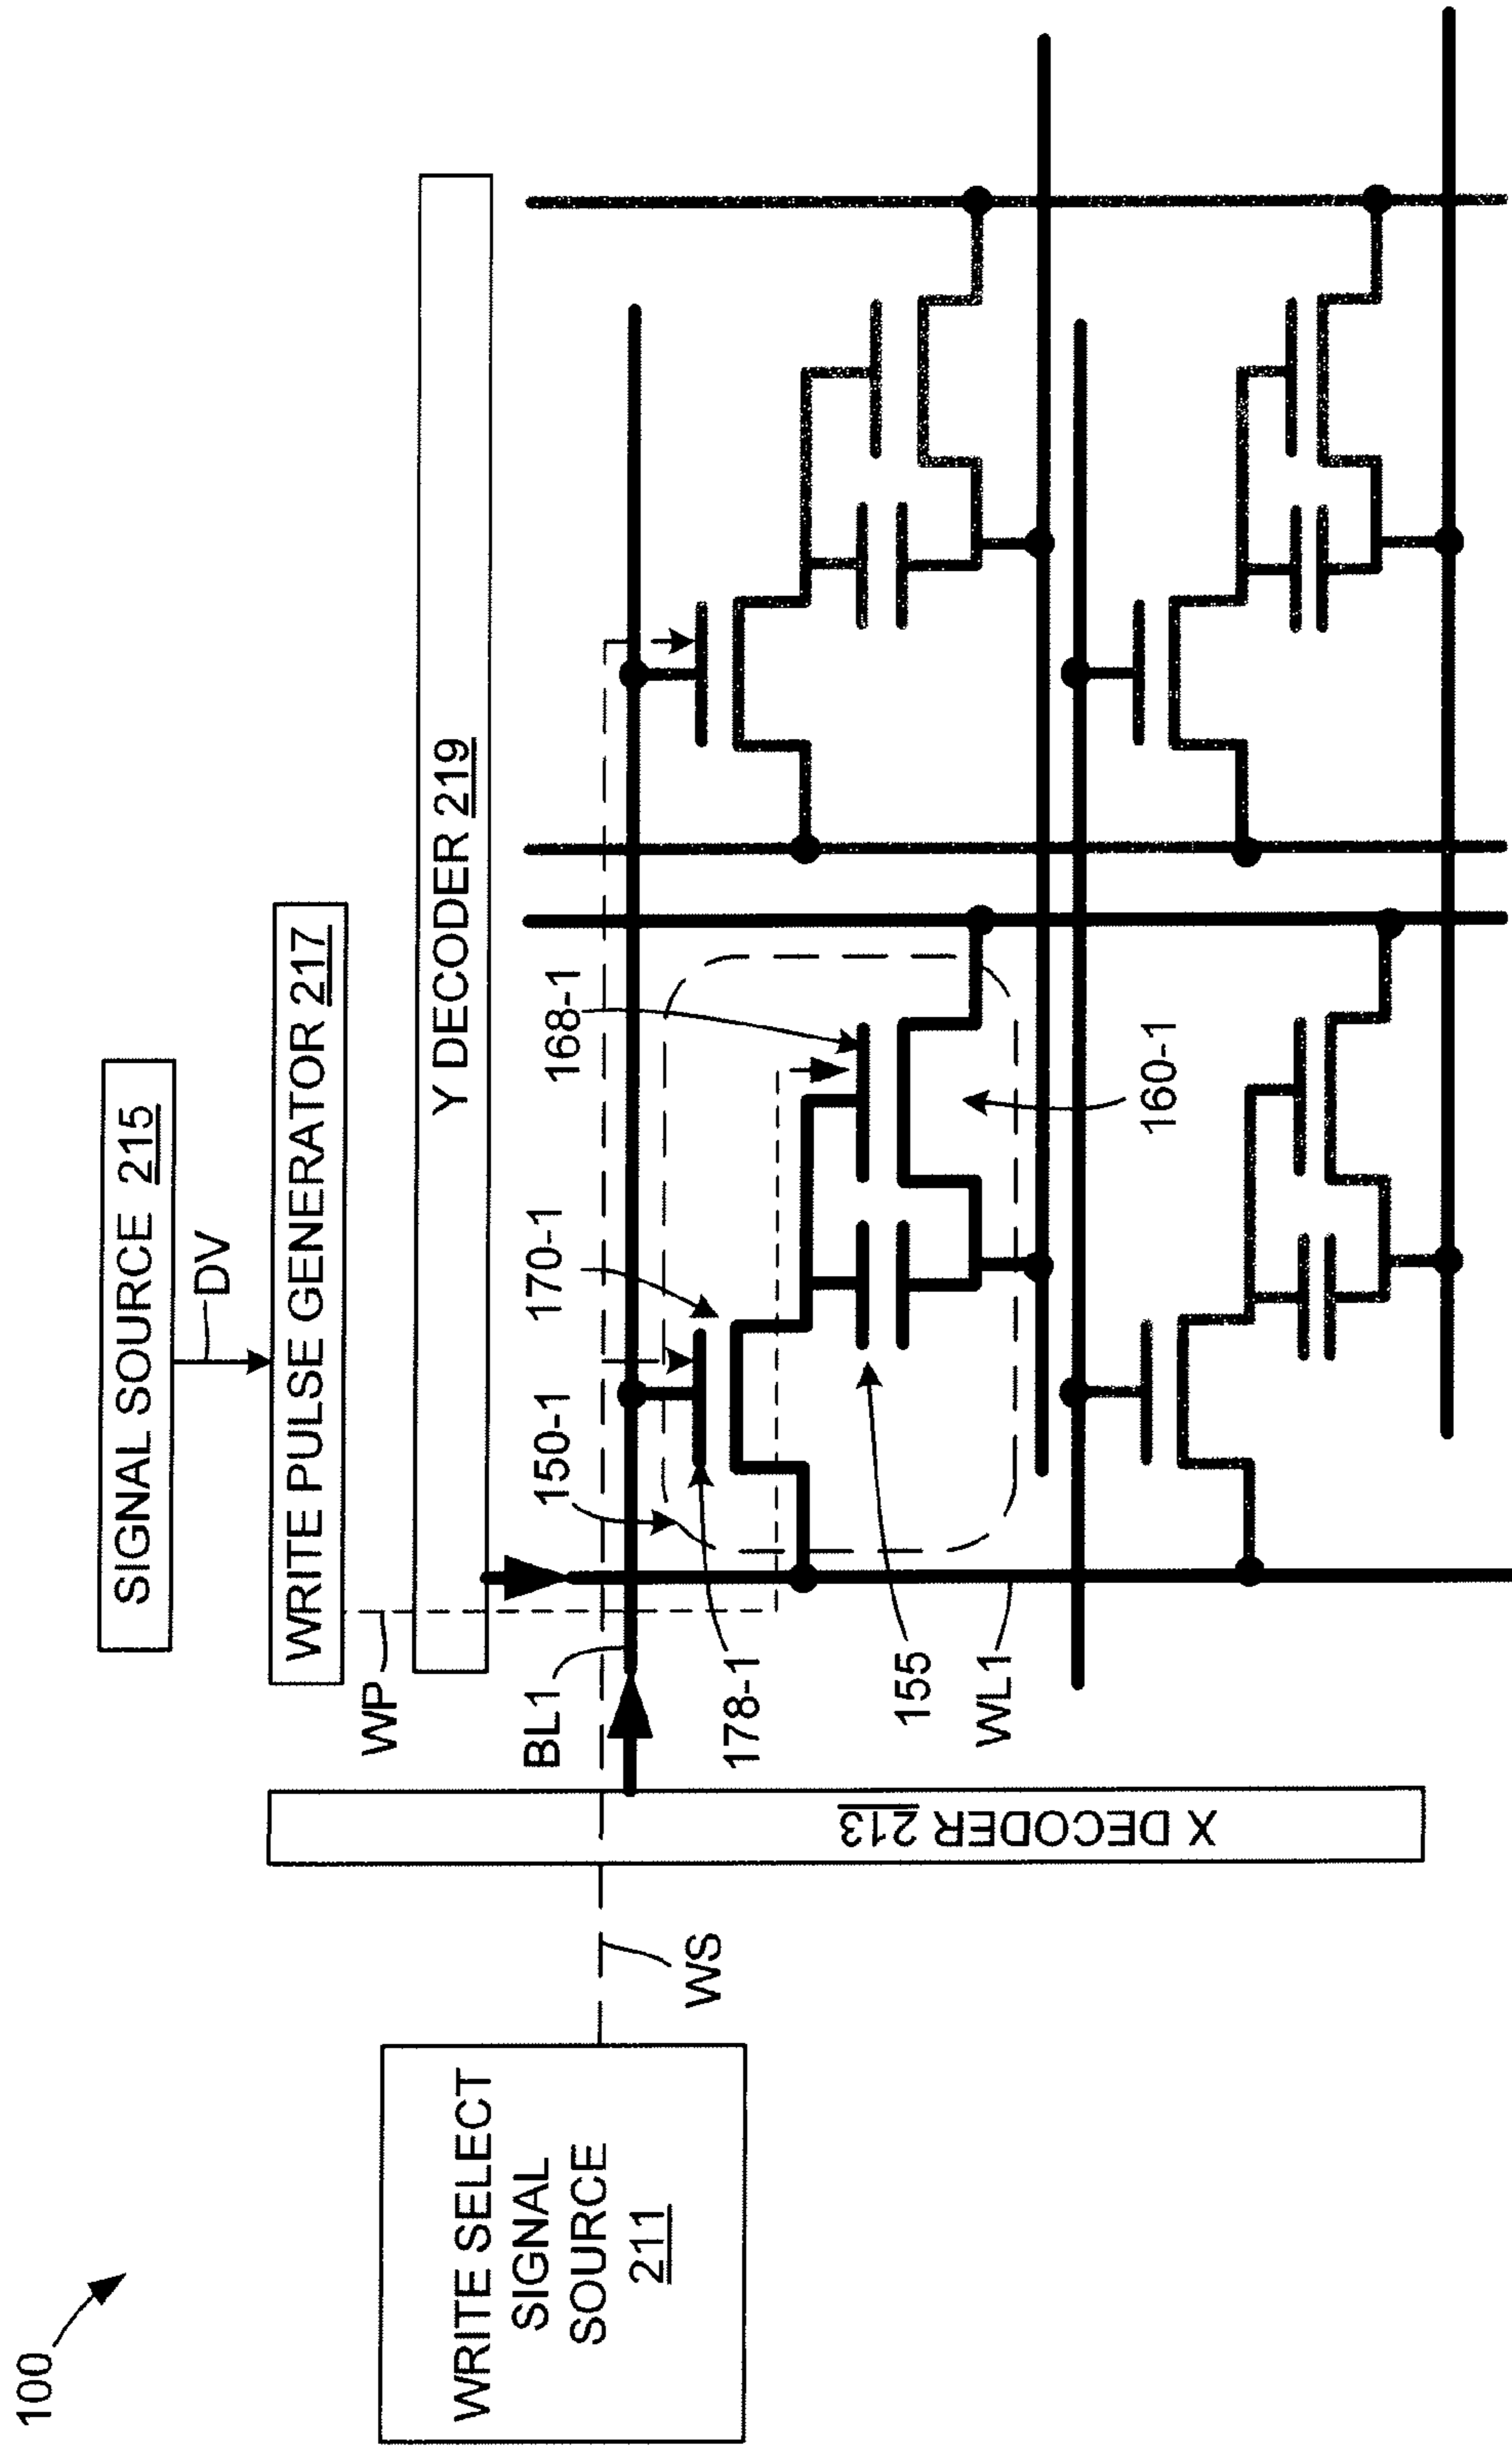 100
WRITE SELECT
SIGNAL
SOURCE
211
WS
X DECODER 213
SIGNAL SOURCE 215
DV
WRITE PULSE GENERATOR 217
WP
Y DECODER 219
BL1
150-1
170-1
168-1
178-1
155
160-1
WL1